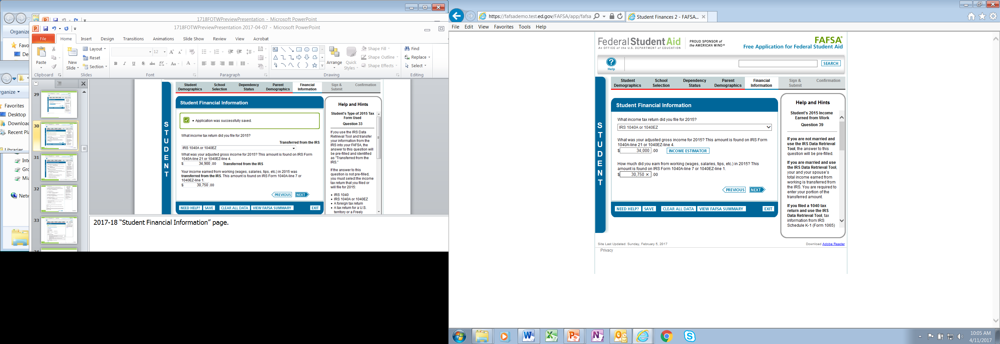 1718FOTWPreviewPresentation - Microsoft PowerPoint
1718FOTWPreviewPresentation 2017-04-07 - Microsoft PowerPoint
Organize
Favo
De
rganize
Favorites
Desktop
Downloa
Recent Pl
Libraries
Inte
Gro
Mia
Netw
File Home Insert Design Transitions Animations Slide Show Review View Acrobat
Paste
New
Slide
Layout
Reset
Section
12
B I U S abc AV Aa A
Arrange
Quick
Styles
Shape Fill
Shape Outline
Shape Effects
Find
Replace
Select
Clipboard Slides Font Paragraph Drawing Editing
29
30
31
32
33
34
Student
Demographics
School
Selection
Dependency
Status
Parent
Demographics
Financial
Information
Sign &
Submit
Confirmation
STUDENT
Student Financial Information
Application was successfully saved.
What income tax return did you file for 2015?
Transferred from the IRS
IRS 1040A or 1040EZ
What was your adjusted gross income for 2015? This amount is found on IRS Form
1040A-line 21 or 1040EZ-line 4.
$ 34,900 .00 Transferred from the IRS
Your income earned from working (wages, salaries, tips, etc.) in 2015 was
transferred from the IRS. This amount is found on IRS Form 1040A-line 7 or
1040EZ-line 1.
$ 30,750 .00
PREVIOUS NEXT
NEED HELP? SAVE CLEAR ALL DATA VIEW FAFSA SUMMARY EXIT
Help and Hints
Student's Type of 2015 Tax
Form Used
Question 33
If you use the IRS Data
Retrieval Tool and transfer
your information from the
IRS into your FAFSA, the
answer to this question will
be pre-filled and identified
as "Transferred from the
IRS."
If the answer to this
question is not pre-filled,
you must select the income
tax return that you filed or
will file for 2015:
• IRS 1040
• IRS 1040A or 1040EZ
• A foreign tax return
• A tax return for a U.S.
territory or a Freely
2017-18 “Student Financial Information” page.
https://fafsademo.test.ed.gov/FAFSA/app/fafsa
Student Finances 2 - FAFSA...
File Edit View Favorites Tools Help
Federal Student Aid
An OFFICE of the U.S. DEPARTMENT of EDUCATION
PROUD SPONSOR of
the AMERICAN MIND®
FAFSA®
Free Application for Federal Student Aid
?
Help
SEARCH
Student
Demographics
School
Selection
Dependency
Status
Parent
Demographics
Financial
Information
Sign &
Submit
Confirmation
STUDENT
Student Financial Information
What income tax return did you file for 2015?
IRS 1040A or 1040EZ
What was your adjusted gross income for 2015? This amount is found on IRS Form
1040A-line 21 or 1040EZ-line 4.
$ 34,000 .00 INCOME ESTIMATOR
How much did you earn from working (wages, salaries, tips, etc.) in 2015? This
amount is found on IRS Form 1040A-line 7 or 1040EZ-line 1.
$ 30,750 × .00
PREVIOUS NEXT
NEED HELP? SAVE CLEAR ALL DATA VIEW FAFSA SUMMARY EXIT
Help and Hints
Student's 2015 Income
Earned from Work
Question 39
If you are not married and
use the IRS Data Retrieval
Tool, the answer to this
question will be pre-filled.
If you are married and use
the IRS Data Retrieval Tool,
your and your spouse's
total income earned from
working is transferred from
the IRS. You are required to
enter your portion of the
transferred amount.
If you filed a 1040 tax
return and use the IRS
Data Retrieval Tool, tax
information from IRS
Schedule K-1 (Form 1065)
Site Last Updated: Sunday, February 5, 2017
Download Adobe Reader
Privacy
10:05 AM
4/11/2017